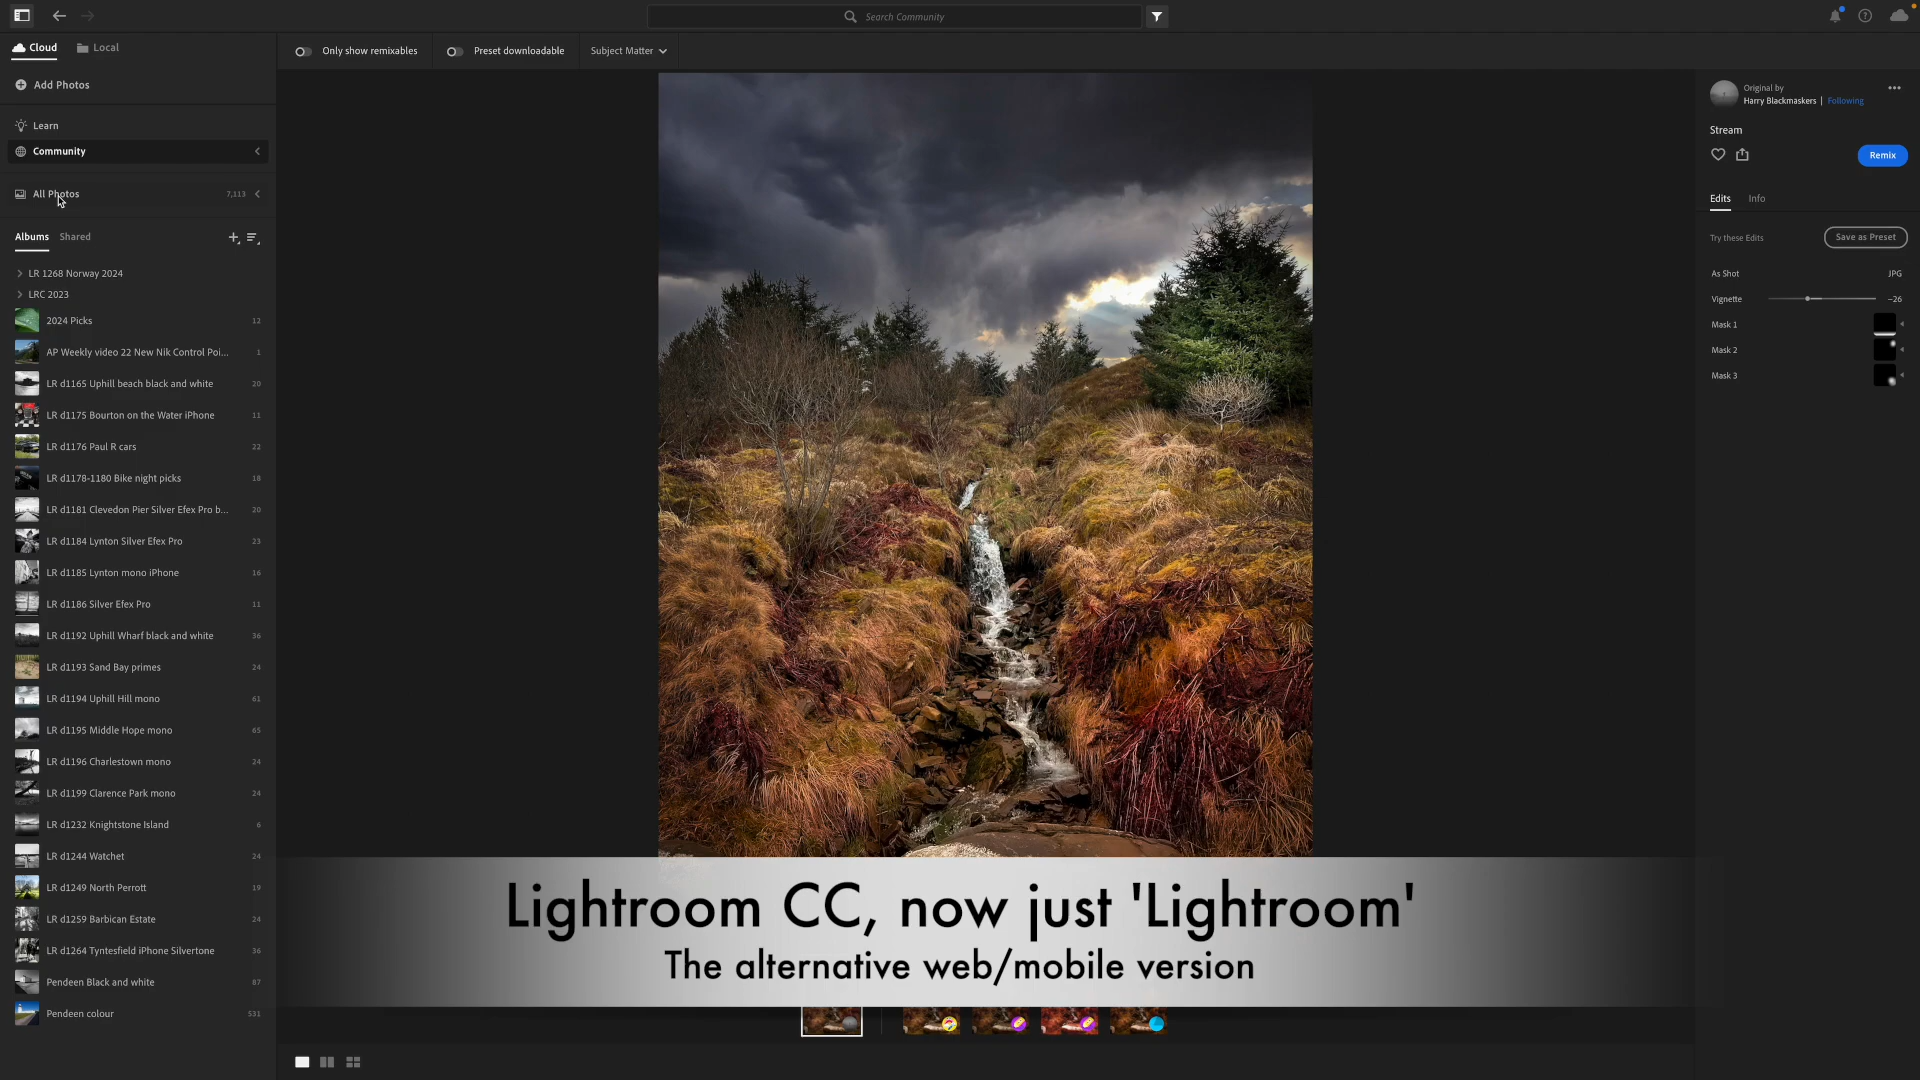 Search Community
Cloud
Local
Only show remixables
Preset downloadable
Subject Matter
Add Photos
Learn
Community
All Photos 7,113
Albums
Shared
LR 1268 Norway 2024
LRC 2023
2024 Picks 12
AP Weekly video 22 New Nik Control Poi... 1
LR d1165 Uphill beach black and white 20
LR d1175 Bourton on the Water iPhone 11
LR d1176 Paul R cars 22
LR d1178-1180 Bike night picks 18
LR d1181 Clevedon Pier Silver Efex Pro b... 20
LR d1184 Lynton Silver Efex Pro 23
LR d1185 Lynton mono iPhone 16
LR d1186 Silver Efex Pro 11
LR d1192 Uphill Wharf black and white 36
LR d1193 Sand Bay primes 24
LR d1194 Uphill Hill mono 61
LR d1195 Middle Hope mono 65
LR d1196 Charlestown mono 24
LR d1199 Clarence Park mono 24
LR d1232 Knightstone Island 6
LR d1244 Watchet 24
LR d1249 North Perrott 19
LR d1259 Barbican Estate 24
LR d1264 Tyntesfield iPhone Silvertone 36
Pendeen Black and white 87
Pendeen colour 531
Original by
Harry Blackmaskers | Following
Stream
Remix
Edits
Info
Try these Edits
Save as Preset
As Shot JPG
Vignette −26
Mask 1
Mask 2
Mask 3
Lightroom CC, now just 'Lightroom'
The alternative web/mobile version